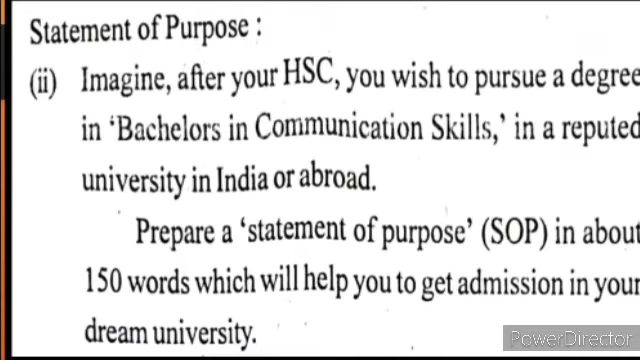 Statement of Purpose :
(ii) Imagine, after your HSC, you wish to pursue a degree
in 'Bachelors in Communication Skills,' in a reputed
university in India or abroad.
Prepare a 'statement of purpose' (SOP) in about
150 words which will help you to get admission in your
dream university.
PowerDirector